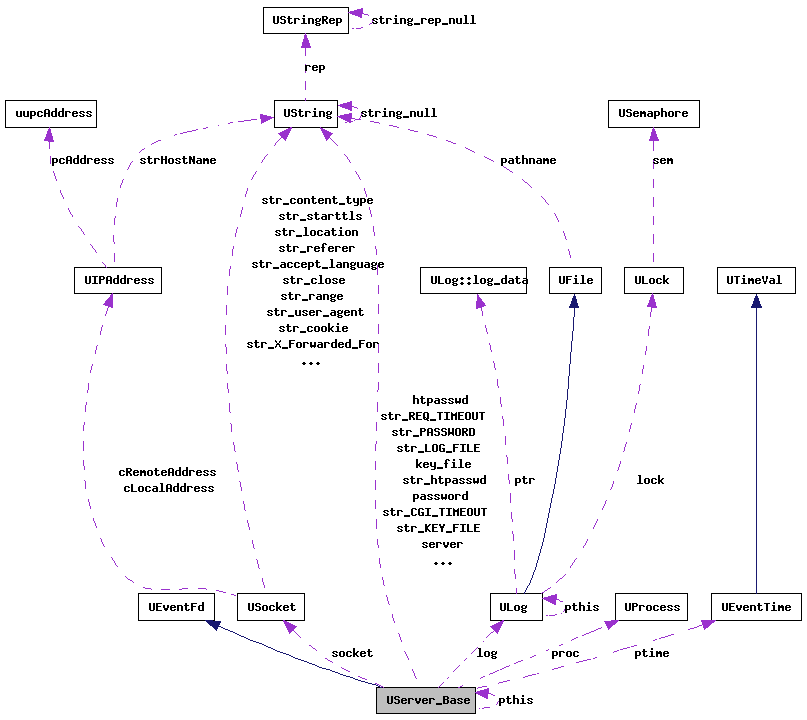 UStringRep
string_rep_null
rep
uupcAddress
UString
string_null
USemaphore
pcAddress
strHostName
pathname
sem
str_content_type
str_starttls
str_location
str_referer
str_accept_language
str_close
str_range
str_user_agent
str_cookie
str_X_Forwarded_For
...
UIPAddress
ULog::log_data
UFile
ULock
UTimeVal
htpasswd
str_REQ_TIMEOUT
str_PASSWORD
str_LOG_FILE
key_file
str_htpasswd
password
str_CGI_TIMEOUT
str_KEY_FILE
server
...
cRemoteAddress
cLocalAddress
ptr
lock
UEventFd
USocket
ULog
pthis
UProcess
UEventTime
socket
log
proc
ptime
UServer_Base
pthis